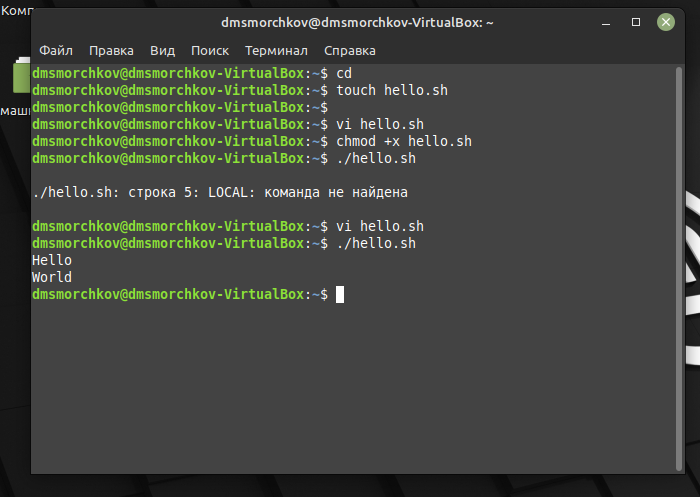 Комп
маши
dmsmorchkov@dmsmorchkov-VirtualBox: ~
Файл Правка Вид Поиск Терминал Справка
dmsmorchkov@dmsmorchkov-VirtualBox:~$ cd
dmsmorchkov@dmsmorchkov-VirtualBox:~$ touch hello.sh
dmsmorchkov@dmsmorchkov-VirtualBox:~$
dmsmorchkov@dmsmorchkov-VirtualBox:~$ vi hello.sh
dmsmorchkov@dmsmorchkov-VirtualBox:~$ chmod +x hello.sh
dmsmorchkov@dmsmorchkov-VirtualBox:~$ ./hello.sh
./hello.sh: строка 5: LOCAL: команда не найдена
dmsmorchkov@dmsmorchkov-VirtualBox:~$ vi hello.sh
dmsmorchkov@dmsmorchkov-VirtualBox:~$ ./hello.sh
Hello
World
dmsmorchkov@dmsmorchkov-VirtualBox:~$